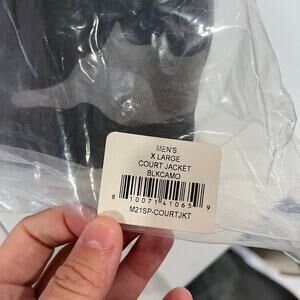 MEN'S
X LARGE
COURT JACKET
BLKCAMO
8 10071 41065 9
M21SP-COURTJKT